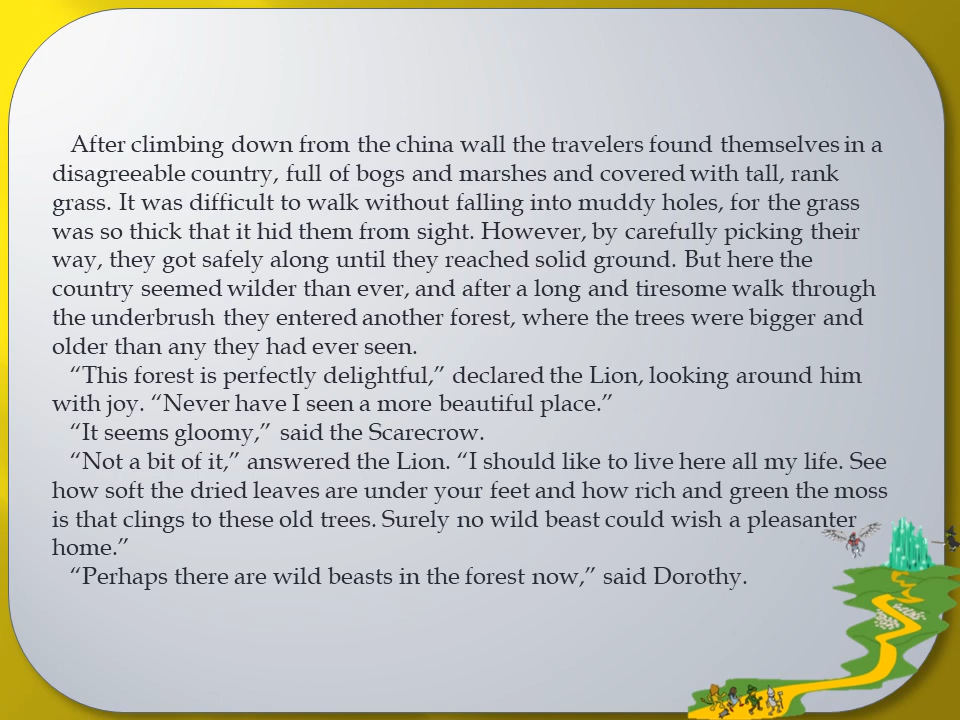 After climbing down from the china wall the travelers found themselves in a
disagreeable country, full of bogs and marshes and covered with tall, rank
grass. It was difficult to walk without falling into muddy holes, for the grass
was so thick that it hid them from sight. However, by carefully picking their
way, they got safely along until they reached solid ground. But here the
country seemed wilder than ever, and after a long and tiresome walk through
the underbrush they entered another forest, where the trees were bigger and
older than any they had ever seen.
“This forest is perfectly delightful,” declared the Lion, looking around him
with joy. “Never have I seen a more beautiful place.”
“It seems gloomy,” said the Scarecrow.
“Not a bit of it,” answered the Lion. “I should like to live here all my life. See
how soft the dried leaves are under your feet and how rich and green the moss
is that clings to these old trees. Surely no wild beast could wish a pleasanter
home.”
“Perhaps there are wild beasts in the forest now,” said Dorothy.